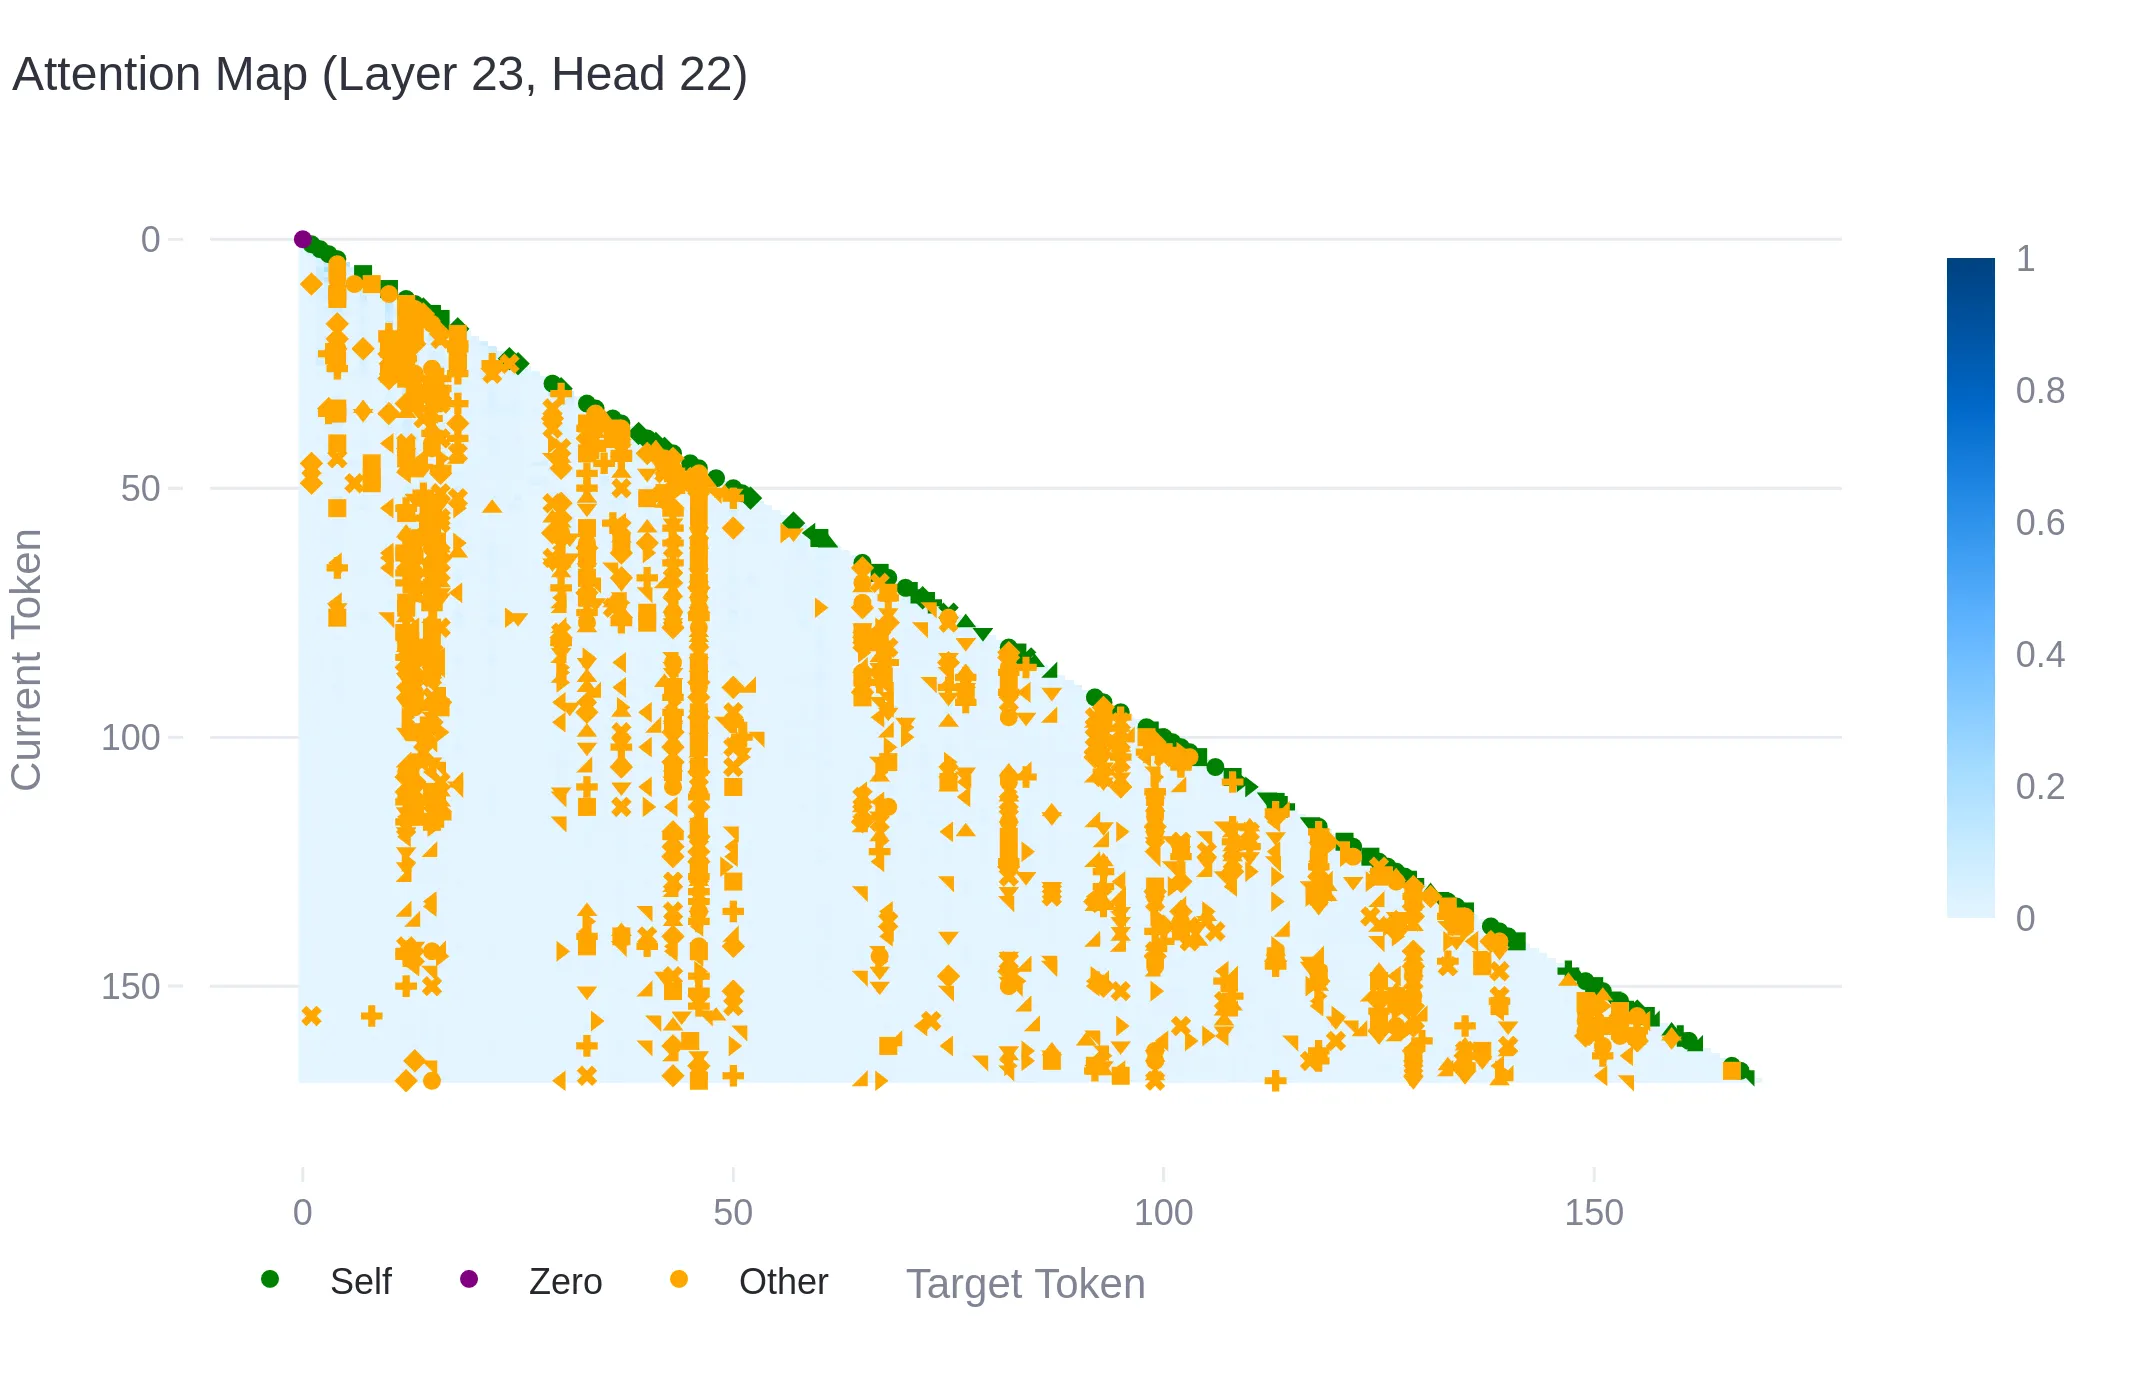 Attention Map (Layer 23, Head 22)
0
50
100
150
Current Token
0
50
100
150
Target Token
Self
Zero
Other
1
0.8
0.6
0.4
0.2
0